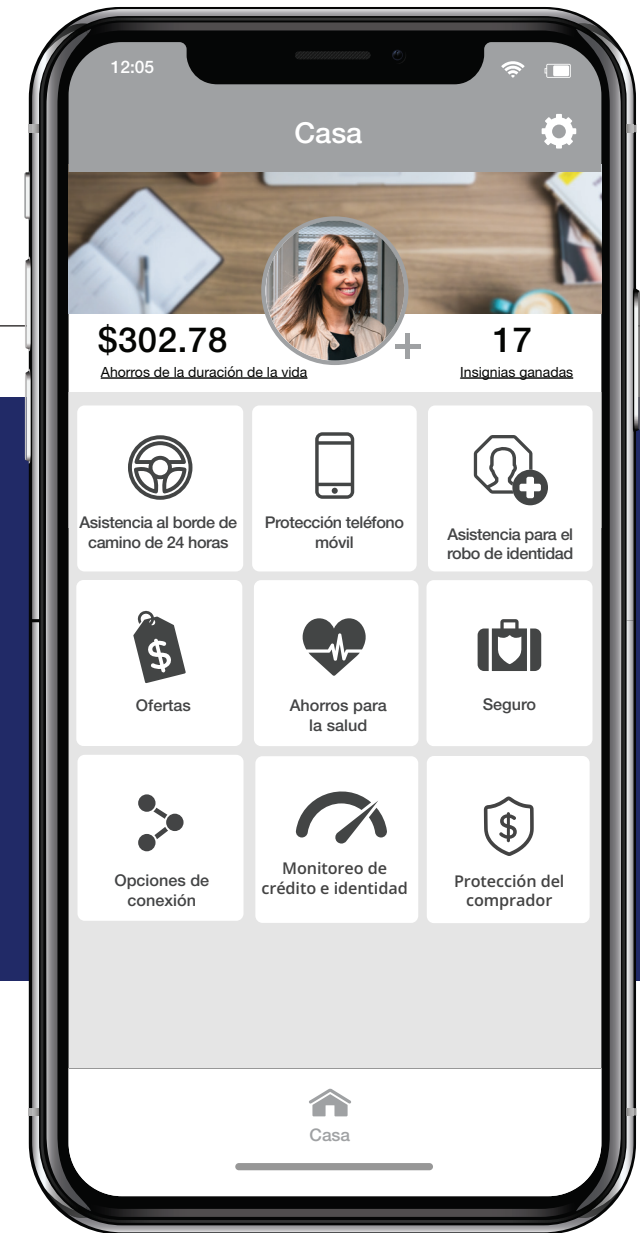 12:05
Casa
$302.78
17
Ahorros de la duración de la vida
Insignias ganadas
Asistencia al borde de
camino de 24 horas
Protección teléfono
móvil
Asistencia para el
robo de identidad
$
Ofertas
Ahorros para
la salud
Seguro
Opciones de
conexión
Monitoreo de
crédito e identidad
$
Protección del
comprador
Casa